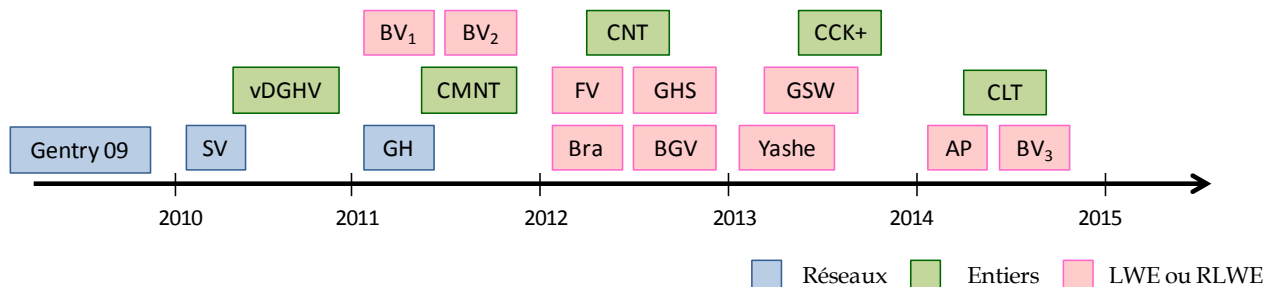 BV₁ BV₂ CNT CCK+
vDGHV CMNT FV GHS GSW CLT
Gentry 09 SV GH Bra BGV Yashe AP BV₃
2010 2011 2012 2013 2014 2015
Réseaux Entiers LWE ou RLWE